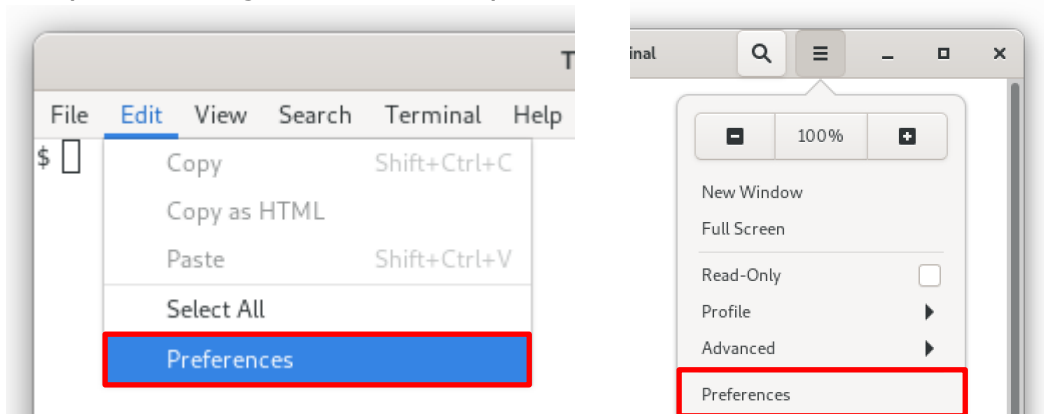 T
File Edit View Search Terminal Help
$
Copy Shift+Ctrl+C
Copy as HTML
Paste Shift+Ctrl+V
Select All
Preferences
inal
100%
New Window
Full Screen
Read-Only
Profile
Advanced
Preferences